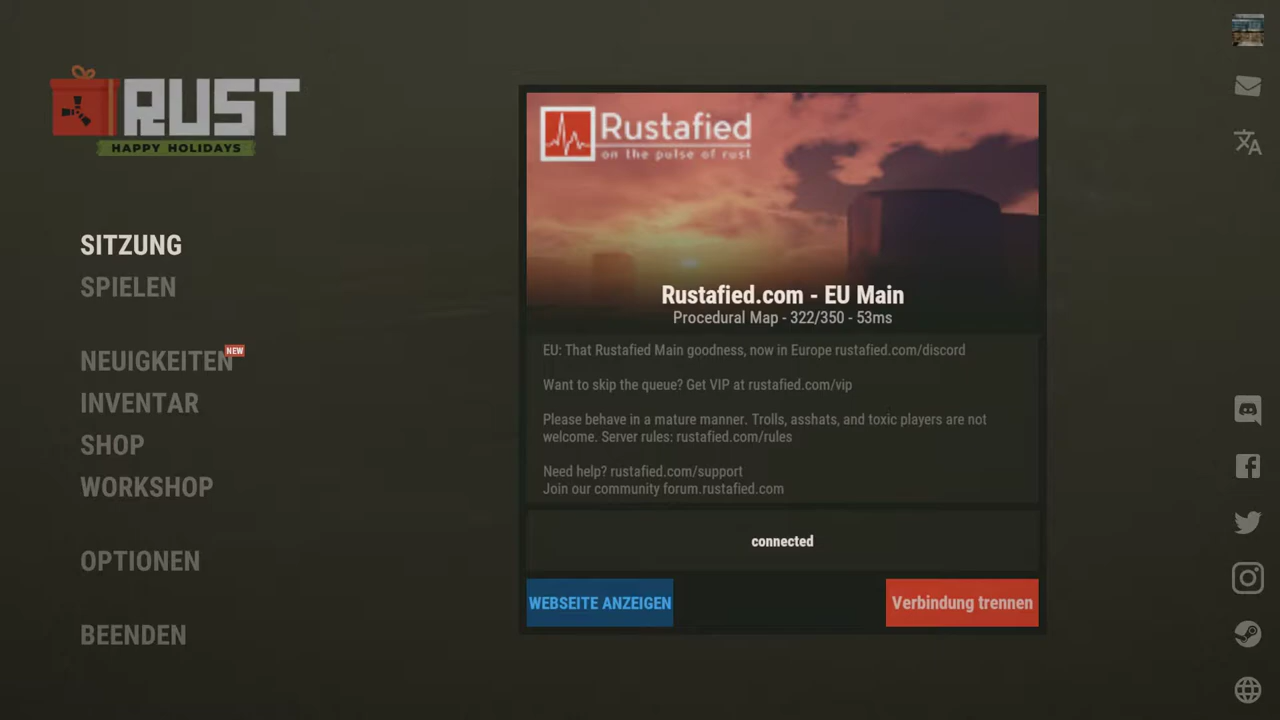 RUST
HAPPY HOLIDAYS
SITZUNG
SPIELEN
NEUIGKEITEN NEW
INVENTAR
SHOP
WORKSHOP
OPTIONEN
BEENDEN
Rustafied
on the pulse of rust
Rustafied.com - EU Main
Procedural Map - 322/350 - 53ms
EU: That Rustafied Main goodness, now in Europe rustafied.com/discord
Want to skip the queue? Get VIP at rustafied.com/vip
Please behave in a mature manner. Trolls, asshats, and toxic players are not
welcome. Server rules: rustafied.com/rules
Need help? rustafied.com/support
Join our community forum.rustafied.com
connected
WEBSEITE ANZEIGEN
Verbindung trennen